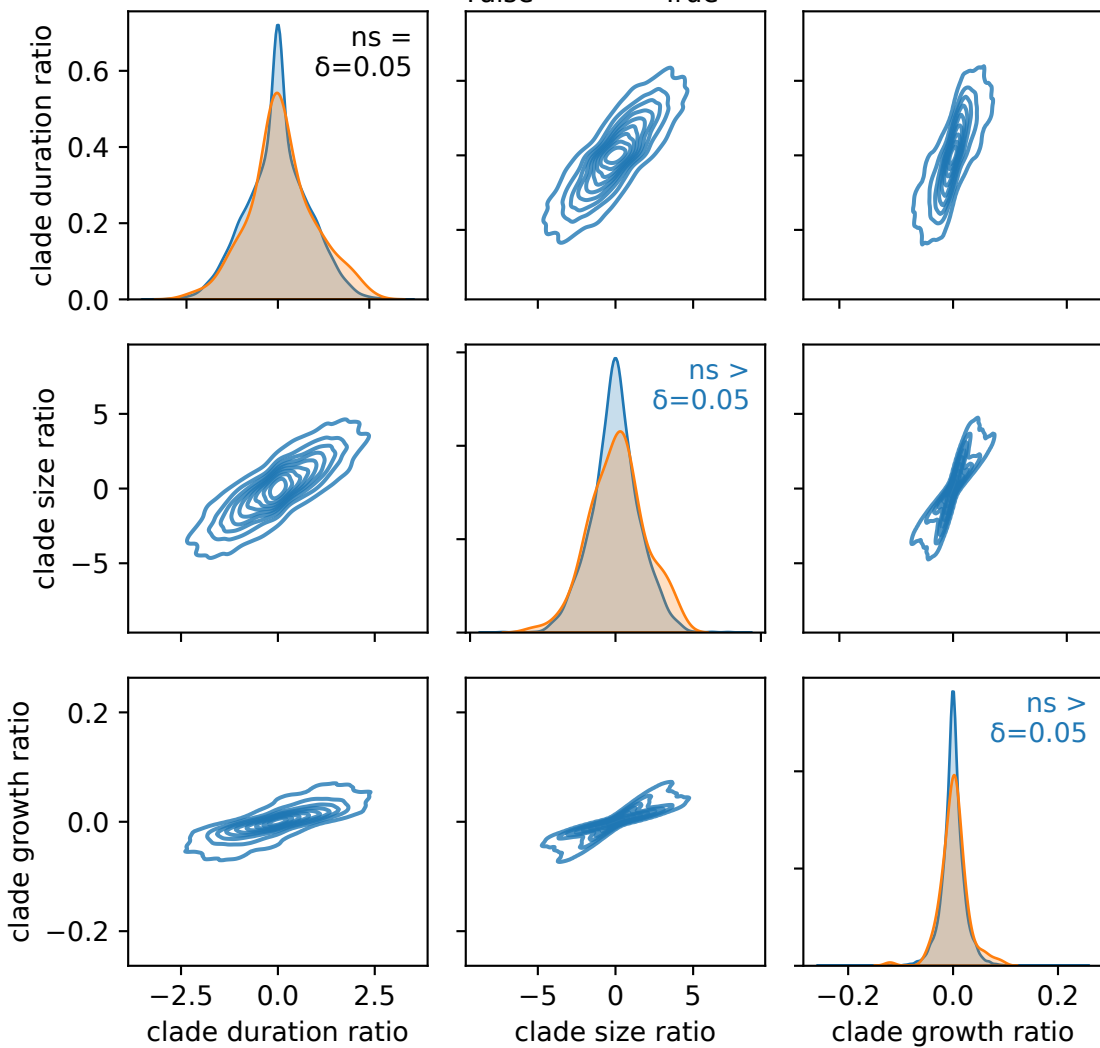 clade duration ratio
0.6
0.4
0.2
0.0
ns =
δ=0.05
clade size ratio
5
0
−5
ns >
δ=0.05
clade growth ratio
0.2
0.0
−0.2
ns >
δ=0.05
−2.5 0.0 2.5
−5 0 5
−0.2 0.0 0.2
clade duration ratio
clade size ratio
clade growth ratio